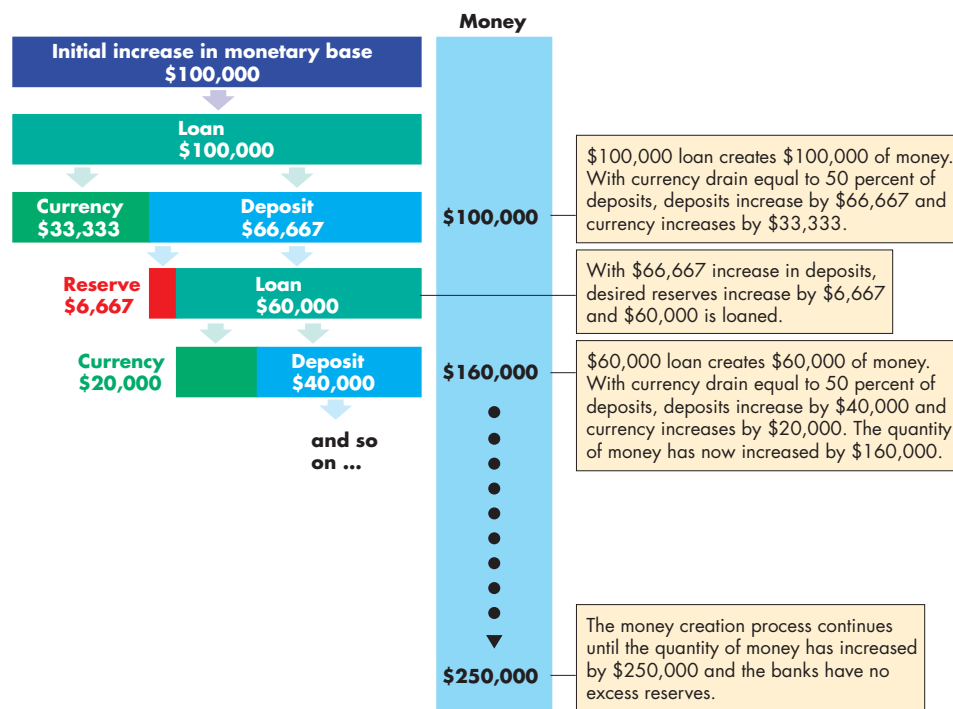 Money
Initial increase in monetary base
$100,000
Loan
$100,000
Currency
$33,333
Deposit
$66,667
$100,000
$100,000 loan creates $100,000 of money.
With currency drain equal to 50 percent of
deposits, deposits increase by $66,667 and
currency increases by $33,333.
Reserve
$6,667
Loan
$60,000
With $66,667 increase in deposits,
desired reserves increase by $6,667
and $60,000 is loaned.
Currency
$20,000
Deposit
$40,000
$160,000
$60,000 loan creates $60,000 of money.
With currency drain equal to 50 percent of
deposits, deposits increase by $40,000 and
currency increases by $20,000. The quantity
of money has now increased by $160,000.
and so
on ...
The money creation process continues
until the quantity of money has increased
by $250,000 and the banks have no
excess reserves.
$250,000